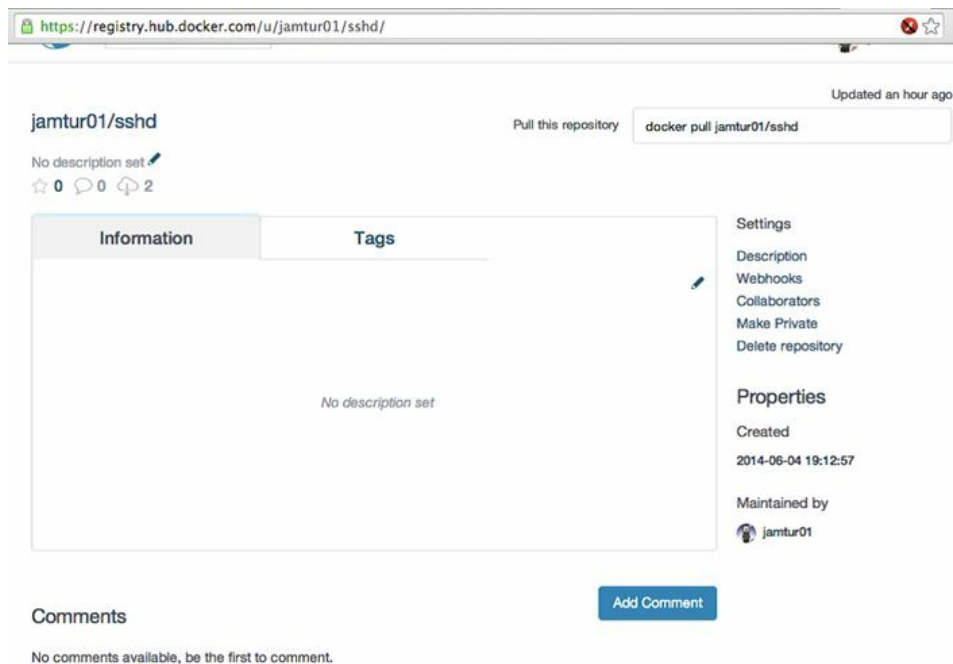 https://registry.hub.docker.com/u/jamtur01/sshd/
Updated an hour ago
jamtur01/sshd
Pull this repository
docker pull jamtur01/sshd
No description set
0 0 2
Information
Tags
No description set
Settings
Description
Webhooks
Collaborators
Make Private
Delete repository
Properties
Created
2014-06-04 19:12:57
Maintained by
jamtur01
Add Comment
Comments
No comments available, be the first to comment.